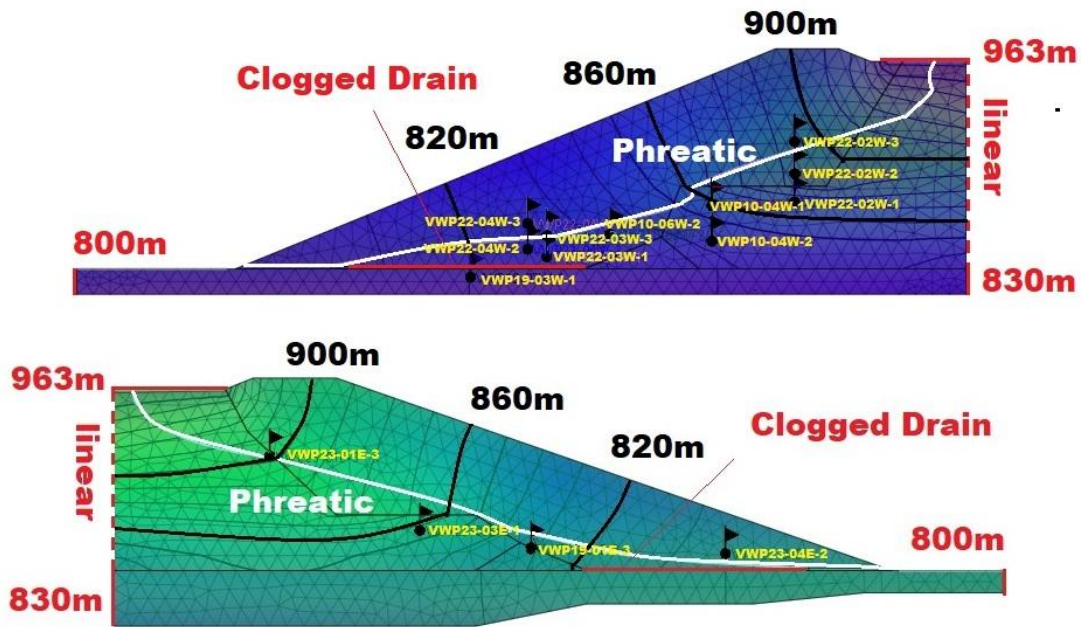 900m
963m
860m
Clogged Drain
linear
820m
Phreatic
VWP22-02W-3
VWP22-02W-2
VWP10-04W-1
VWP22-02W-1
VWP22-04W-3
VWP10-06W-2
VWP22-03W-3
800m
VWP22-04W-2
VWP10-04W-2
VWP22-03W-1
VWP19-03W-1
830m
900m
963m
860m
820m
Clogged Drain
linear
VWP23-01E-3
Phreatic
VWP23-03E-1
VWP19-01E-3
VWP23-04E-2
800m
830m